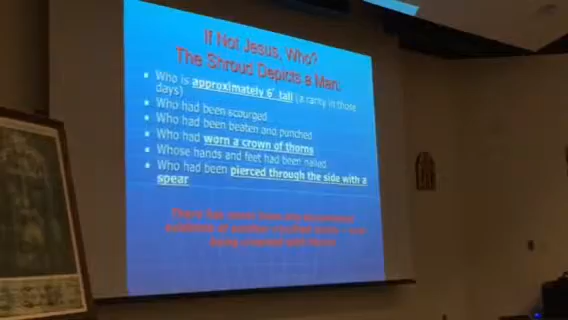 If Not Jesus, Who?
The Shroud Depicts a Man:
• Who is approximately 6' tall (a rarity in those
days)
• Who had been scourged
• Who had been beaten and punched
• Who had worn a crown of thorns
• Whose hands and feet had been nailed
• Who had been pierced through the side with a
spear